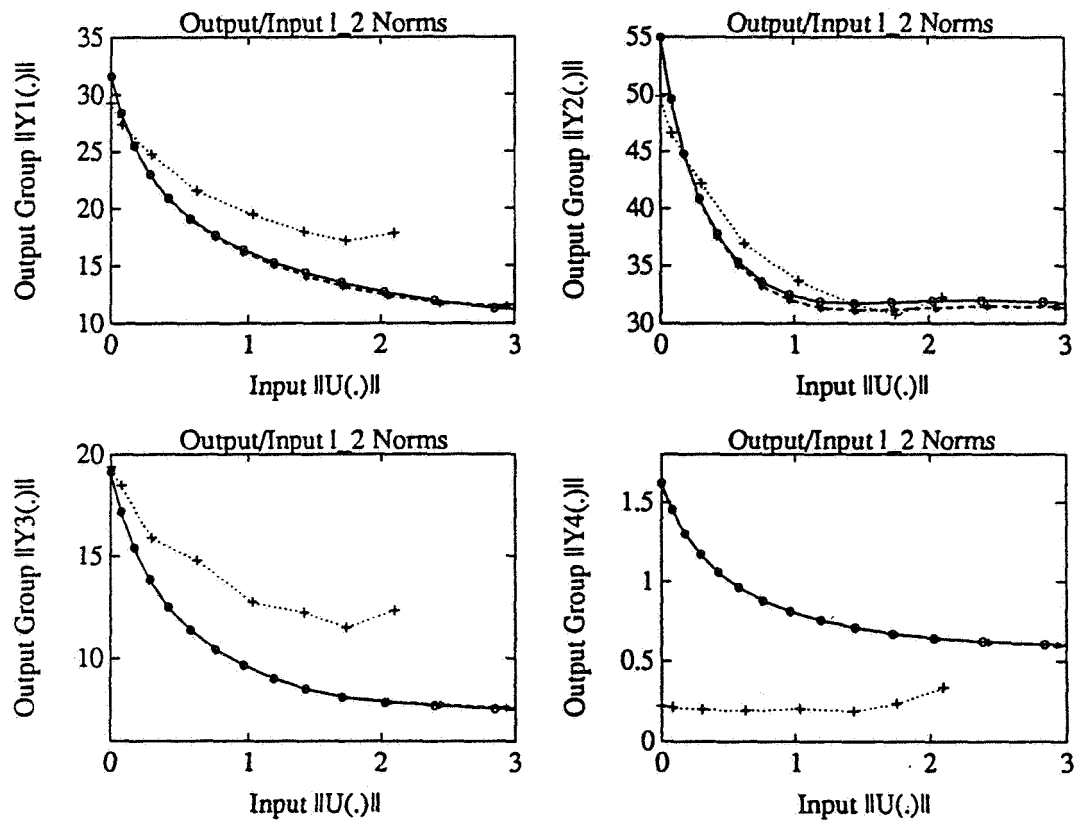 Output/Input l_2 Norms
35
30
25
20
15
10
Output Group ||Y1(.)||
0
1
2
3
Input ||U(.)||
Output/Input l_2 Norms
55
50
45
40
35
30
Output Group ||Y2(.)||
0
1
2
3
Input ||U(.)||
Output/Input l_2 Norms
20
15
10
Output Group ||Y3(.)||
0
1
2
3
Input ||U(.)||
Output/Input l_2 Norms
1.5
1
0.5
0
Output Group ||Y4(.)||
0
1
2
3
Input ||U(.)||